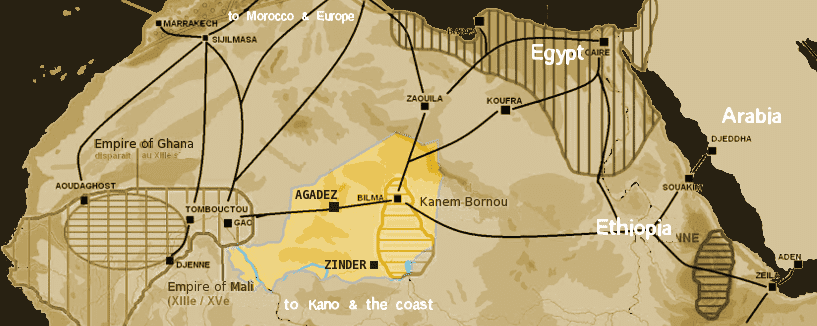 to Morocco & Europe
MARRAKECH
SIJILMASA
Egypt
CAIRE
ZAOUILA
KOUFRA
Arabia
DJEDDHA
Empire of Ghana
disparait au XIIIe s
AOUDAGHOST
AGADEZ
BILMA
Kanem-Bornou
SOUAKIN
TOMBOUCTOU
GAO
Ethiopia
NNE
DJENNE
ZINDER
ADEN
ZEILA
Empire of Mali
(XIIIe / XVe
to Kano & the coast